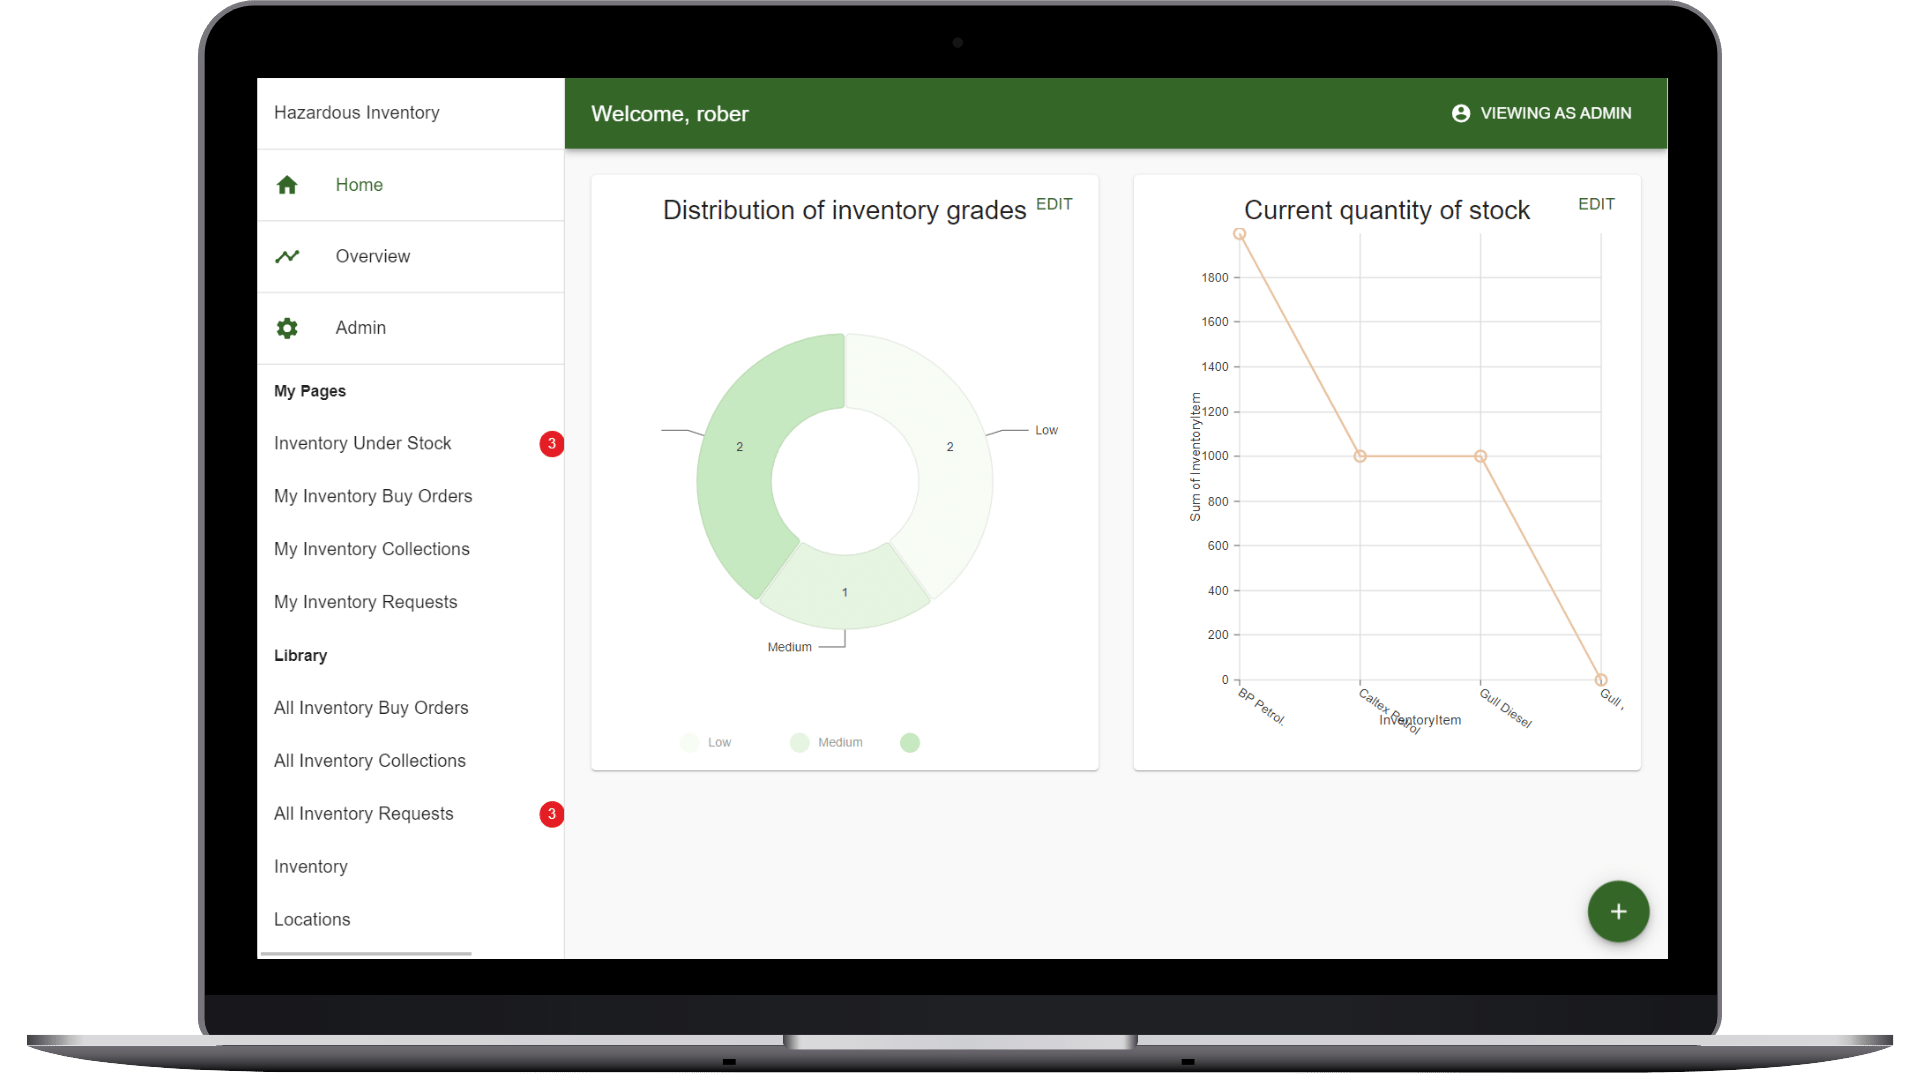 Hazardous Inventory
Welcome, rober
VIEWING AS ADMIN
Home
Overview
Admin
My Pages
Inventory Under Stock 3
My Inventory Buy Orders
My Inventory Collections
My Inventory Requests
Library
All Inventory Buy Orders
All Inventory Collections
All Inventory Requests 3
Inventory
Locations
Distribution of inventory grades
EDIT
2
2
Low
1
Medium
Low
Medium
Current quantity of stock
EDIT
1800
1600
1400
1200
1000
800
600
400
200
0
Sum of InventoryItem
BP Petrol.
Caltex Petrol
Gull Diesel
Gull ,
InventoryItem
+